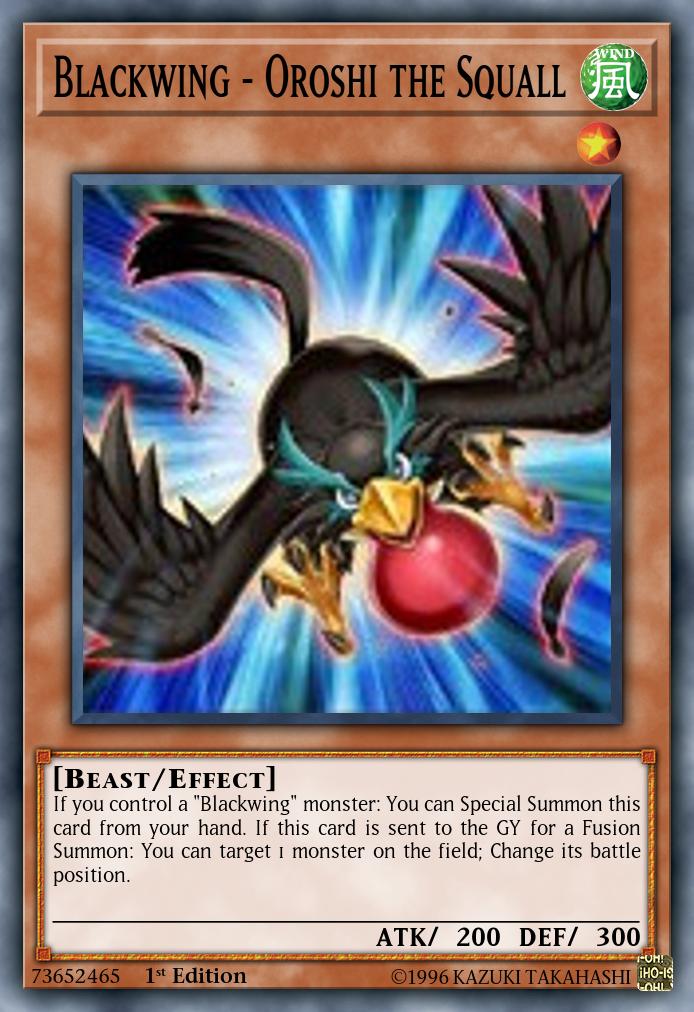 BLACKWING - OROSHI THE SQUALL
WIND
風
[BEAST/EFFECT]
If you control a "Blackwing" monster: You can Special Summon this
card from your hand. If this card is sent to the GY for a Fusion
Summon: You can target 1 monster on the field; Change its battle
position.
ATK/ 200 DEF/ 300
73652465 1st Edition ©1996 KAZUKI TAKAHASHI